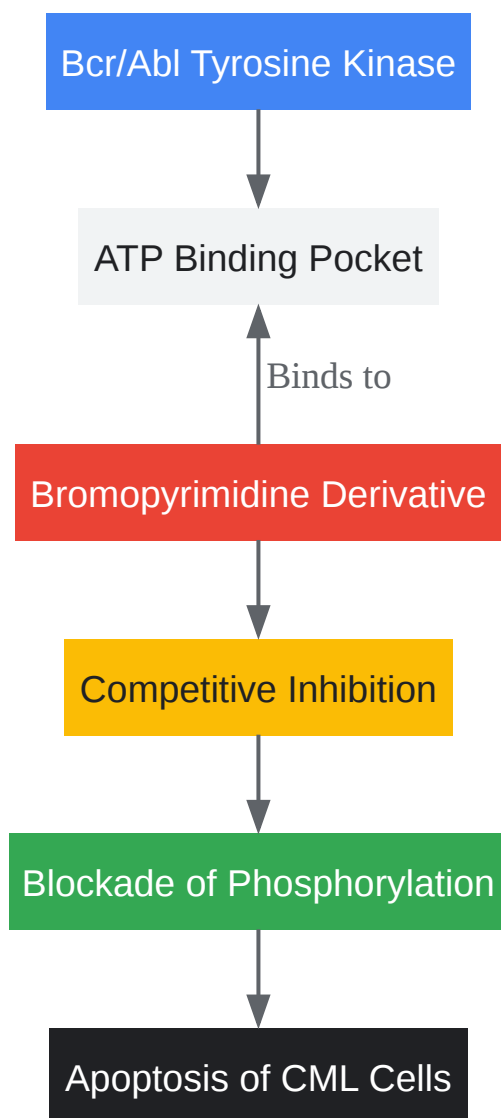 Bcr/Abl Tyrosine Kinase
ATP Binding Pocket
Binds to
Bromopyrimidine Derivative
Competitive Inhibition
Blockade of Phosphorylation
Apoptosis of CML Cells